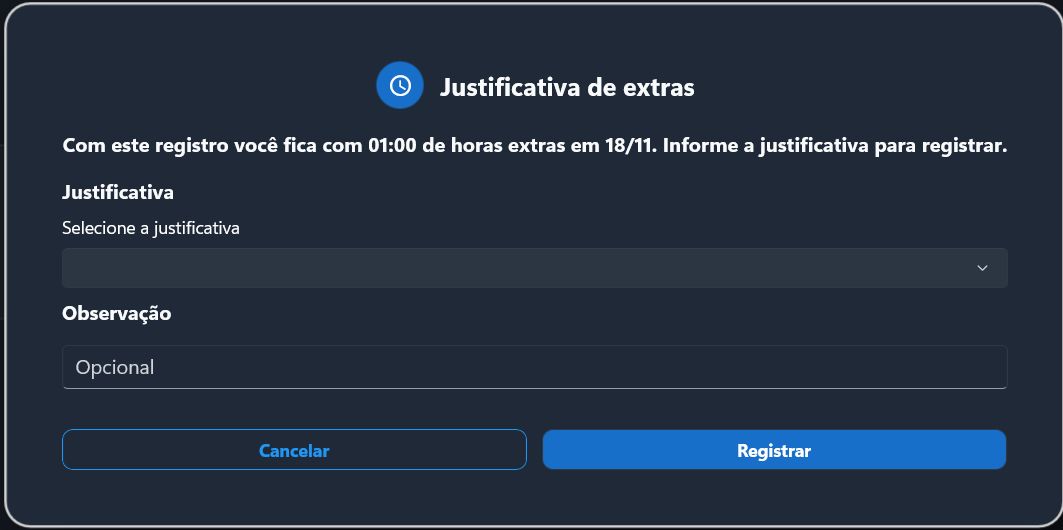 Justificativa de extras
Com este registro você fica com 01:00 de horas extras em 18/11. Informe a justificativa para registrar.
Justificativa
Selecione a justificativa
Observação
Opcional
Cancelar
Registrar